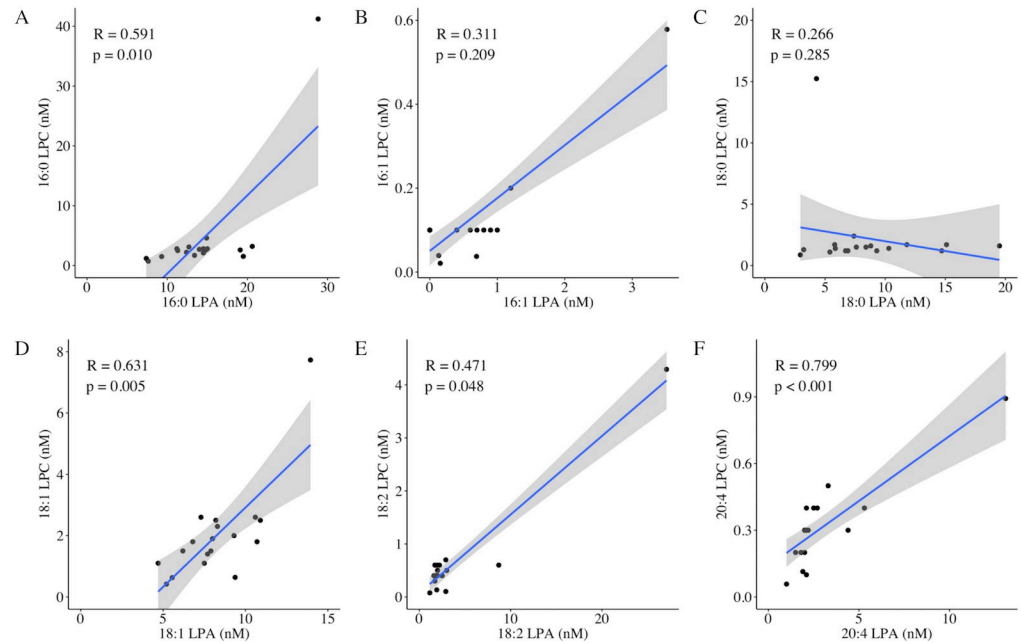 A
R = 0.591
p = 0.010
16:0 LPC (nM)
40
30
20
10
0
0 10 20 30
16:0 LPA (nM)
B
R = 0.311
p = 0.209
16:1 LPC (nM)
0.6
0.4
0.2
0.0
0 1 2 3
16:1 LPA (nM)
C
R = 0.266
p = 0.285
18:0 LPC (nM)
20
15
10
5
0
0 5 10 15 20
18:0 LPA (nM)
D
R = 0.631
p = 0.005
18:1 LPC (nM)
8
6
4
2
0
0 5 10 15
18:1 LPA (nM)
E
R = 0.471
p = 0.048
18:2 LPC (nM)
4
3
2
1
0
0 10 20
18:2 LPA (nM)
F
R = 0.799
p < 0.001
20:4 LPC (nM)
0.9
0.6
0.3
0.0
0 5 10
20:4 LPA (nM)